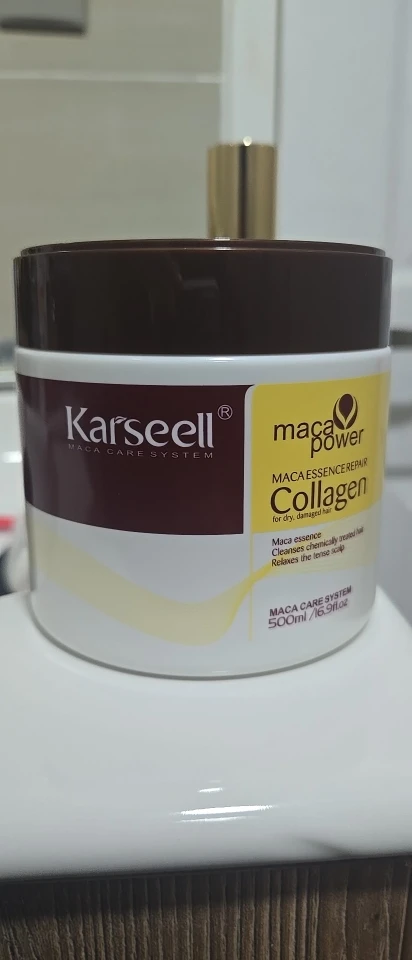 Karseell®
MACA CARE SYSTEM
maca
power
MACA ESSENCE REPAIR
Collagen
for dry, damaged hair
Maca essence
Cleanses chemically treated hair
Relaxes the tense scalp
MACA CARE SYSTEM
500ml /16.9fl.oz